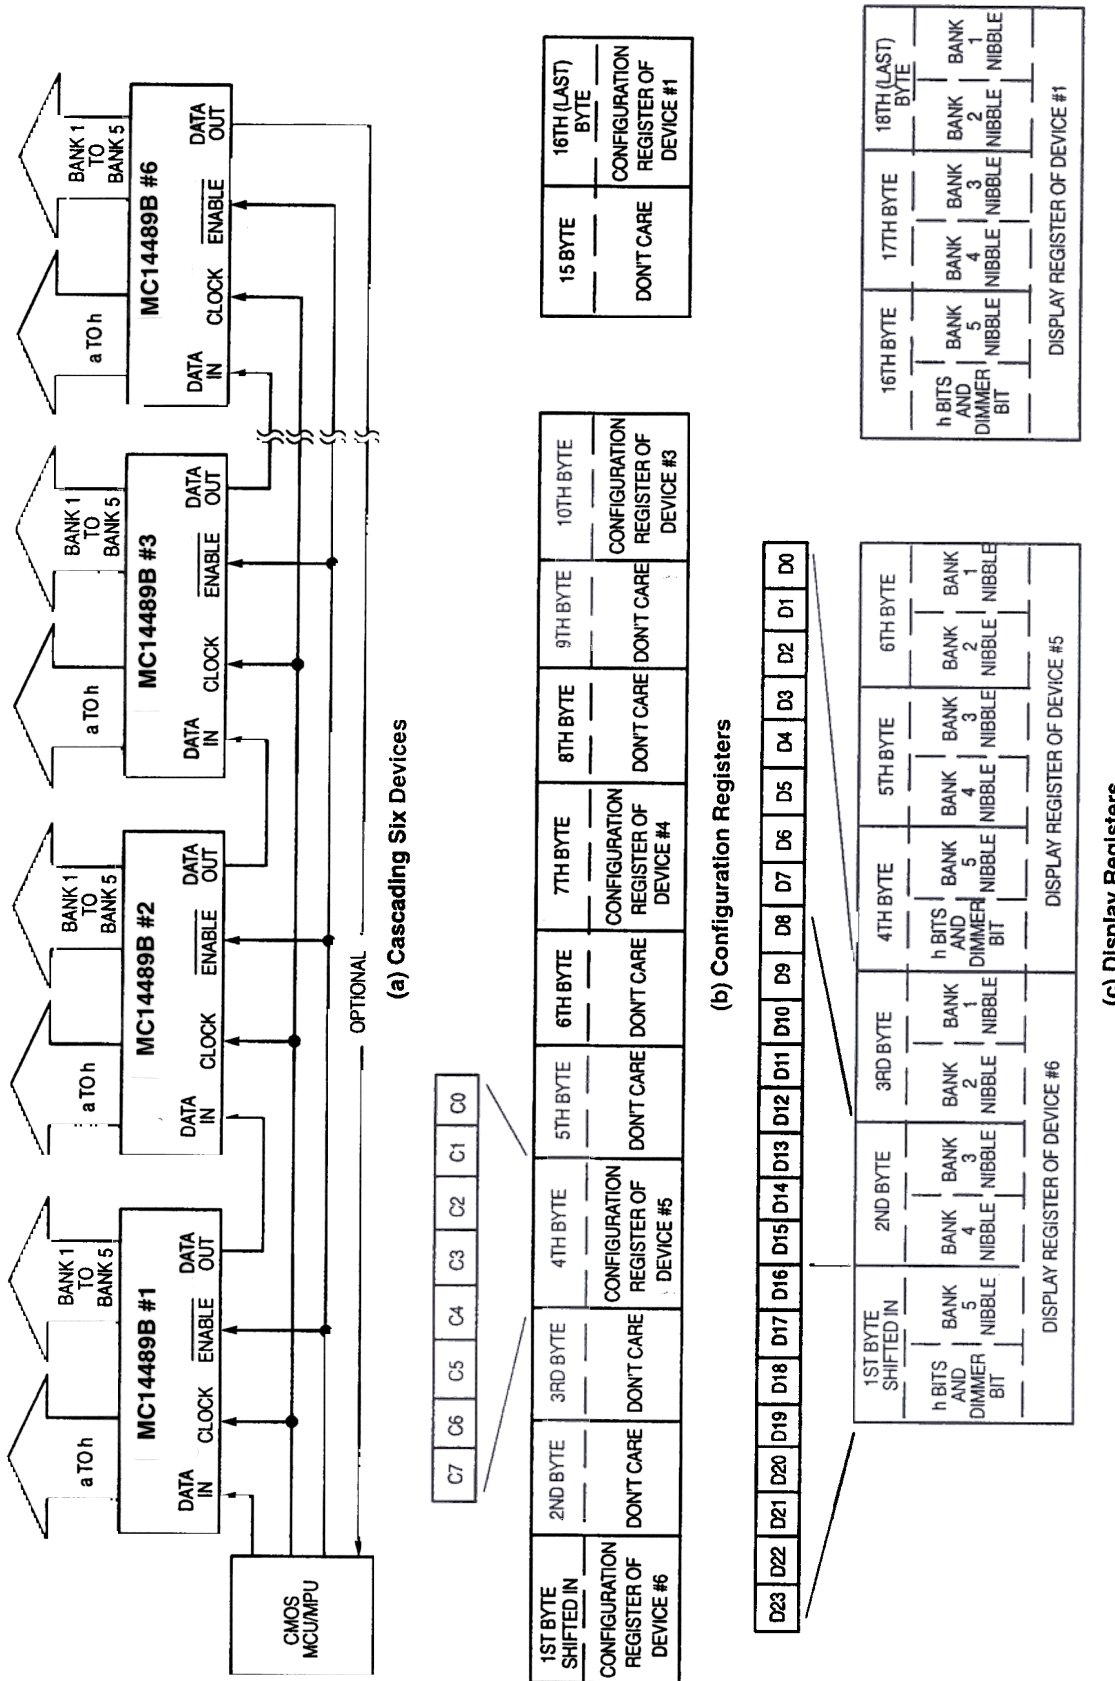 BANK 1
TO
BANK 5
a TO h
MC14489B #1
DATA
IN
CLOCK
ENABLE
DATA
OUT
BANK 1
TO
BANK 5
a TO h
MC14489B #2
DATA
IN
CLOCK
ENABLE
DATA
OUT
BANK 1
TO
BANK 5
a TO h
MC14489B #3
DATA
IN
CLOCK
ENABLE
DATA
OUT
BANK 1
TO
BANK 5
a TO h
MC14489B #6
DATA
IN
CLOCK
ENABLE
DATA
OUT
CMOS
MCU/MPU
OPTIONAL
(a) Cascading Six Devices
C7 C6 C5 C4 C3 C2 C1 C0
1ST BYTE
SHIFTED IN
CONFIGURATION
REGISTER OF
DEVICE #6
2ND BYTE
DON'T CARE
3RD BYTE
DON'T CARE
4TH BYTE
CONFIGURATION
REGISTER OF
DEVICE #5
5TH BYTE
DON'T CARE
6TH BYTE
DON'T CARE
7TH BYTE
CONFIGURATION
REGISTER OF
DEVICE #4
8TH BYTE
DON'T CARE
9TH BYTE
DON'T CARE
10TH BYTE
CONFIGURATION
REGISTER OF
DEVICE #3
15 BYTE
DON'T CARE
16TH (LAST)
BYTE
CONFIGURATION
REGISTER OF
DEVICE #1
(b) Configuration Registers
D23 D22 D21 D20 D19 D18 D17 D16 D15 D14 D13 D12 D11 D10 D9 D8 D7 D6 D5 D4 D3 D2 D1 D0
1ST BYTE
SHIFTED IN
h BITS
AND
DIMMER
BIT
BANK
5
NIBBLE
2ND BYTE
BANK
4
NIBBLE
BANK
3
NIBBLE
3RD BYTE
BANK
2
NIBBLE
BANK
1
NIBBLE
DISPLAY REGISTER OF DEVICE #6
4TH BYTE
h BITS
AND
DIMMER
BIT
BANK
5
NIBBLE
5TH BYTE
BANK
4
NIBBLE
BANK
3
NIBBLE
6TH BYTE
BANK
2
NIBBLE
BANK
1
NIBBLE
DISPLAY REGISTER OF DEVICE #5
16TH BYTE
h BITS
AND
DIMMER
BIT
BANK
5
NIBBLE
17TH BYTE
BANK
4
NIBBLE
BANK
3
NIBBLE
18TH (LAST)
BYTE
BANK
2
NIBBLE
BANK
1
NIBBLE
DISPLAY REGISTER OF DEVICE #1
(c) Display Registers